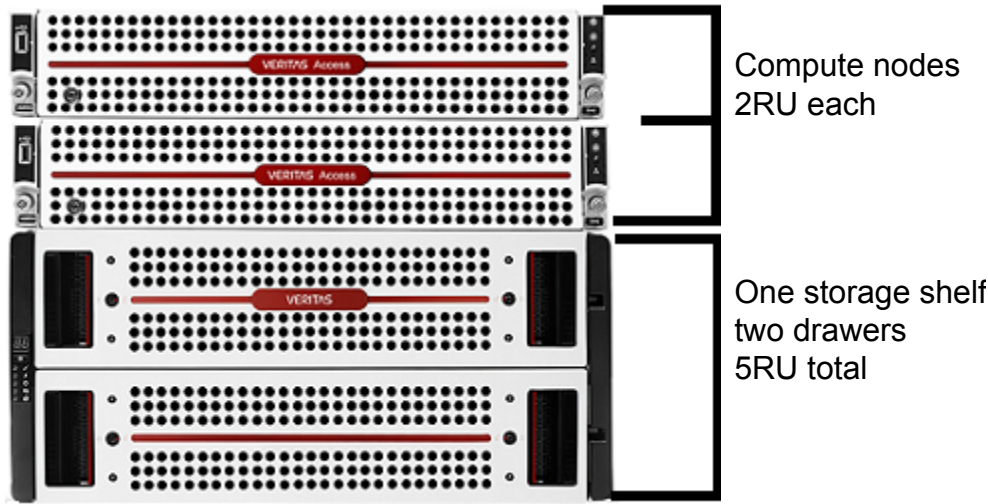 VERITAS Access
Compute nodes
2RU each
VERITAS Access
VERITAS
One storage shelf
two drawers
5RU total